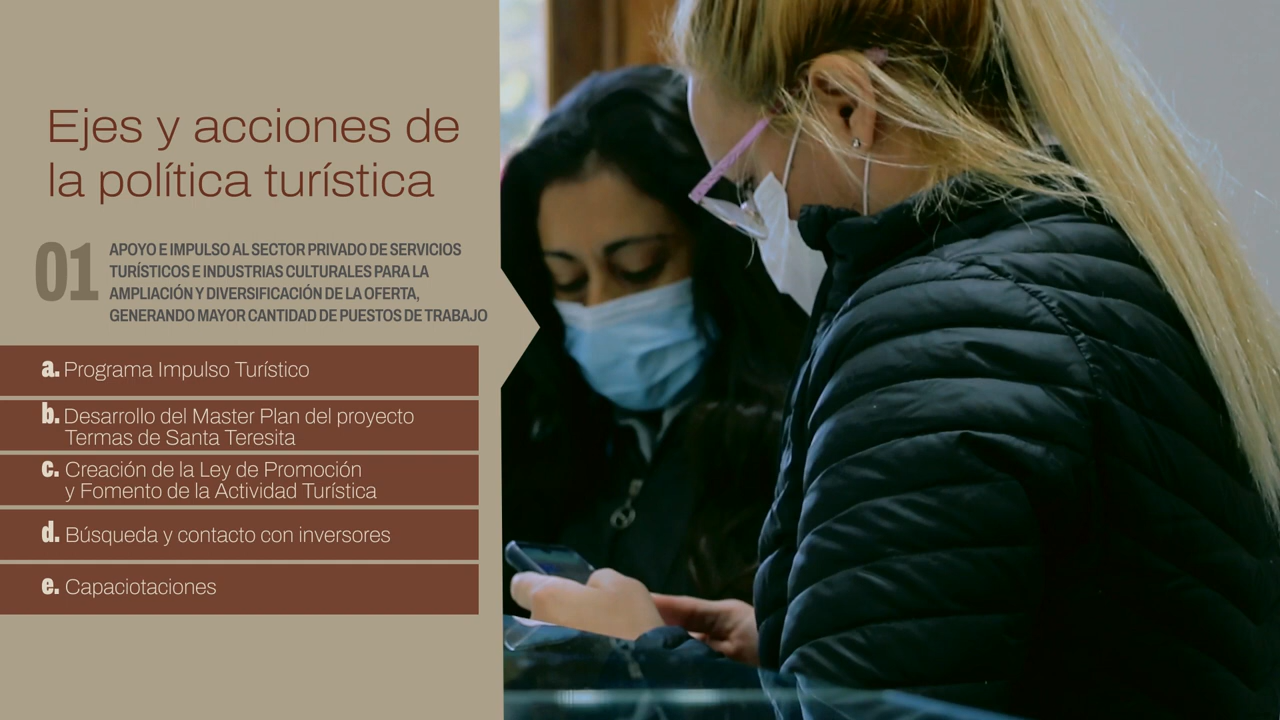 Ejes y acciones de
la política turística
01 APOYO E IMPULSO AL SECTOR PRIVADO DE SERVICIOS
TURÍSTICOS E INDUSTRIAS CULTURALES PARA LA
AMPLIACIÓN Y DIVERSIFICACIÓN DE LA OFERTA,
GENERANDO MAYOR CANTIDAD DE PUESTOS DE TRABAJO
a. Programa Impulso Turístico
b. Desarrollo del Master Plan del proyecto
Termas de Santa Teresita
c. Creación de la Ley de Promoción
y Fomento de la Actividad Turística
d. Búsqueda y contacto con inversores
e. Capaciotaciones